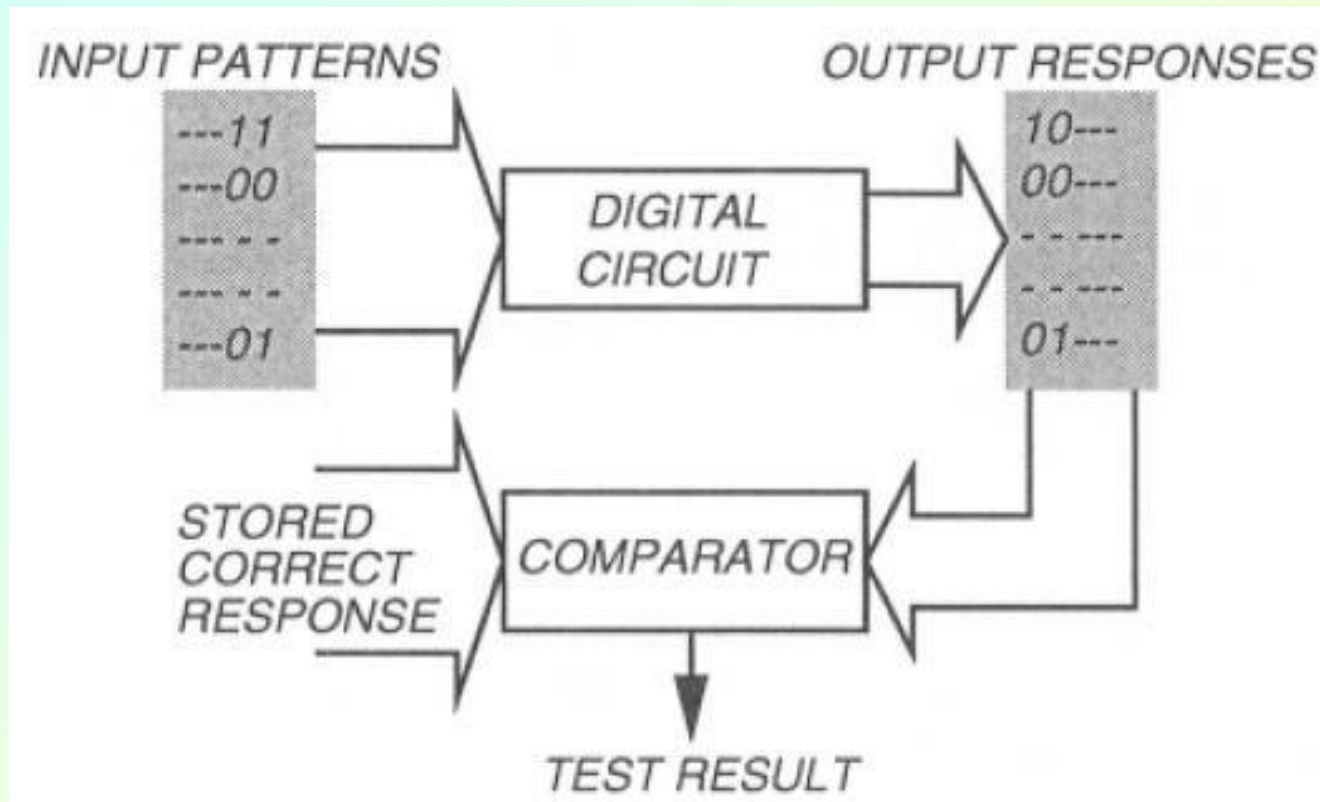 INPUT PATTERNS
---11
---00
--- - -
--- - -
---01
DIGITAL
CIRCUIT
OUTPUT RESPONSES
10---
00---
- - ---
- - ---
01---
STORED
CORRECT
RESPONSE
COMPARATOR
TEST RESULT